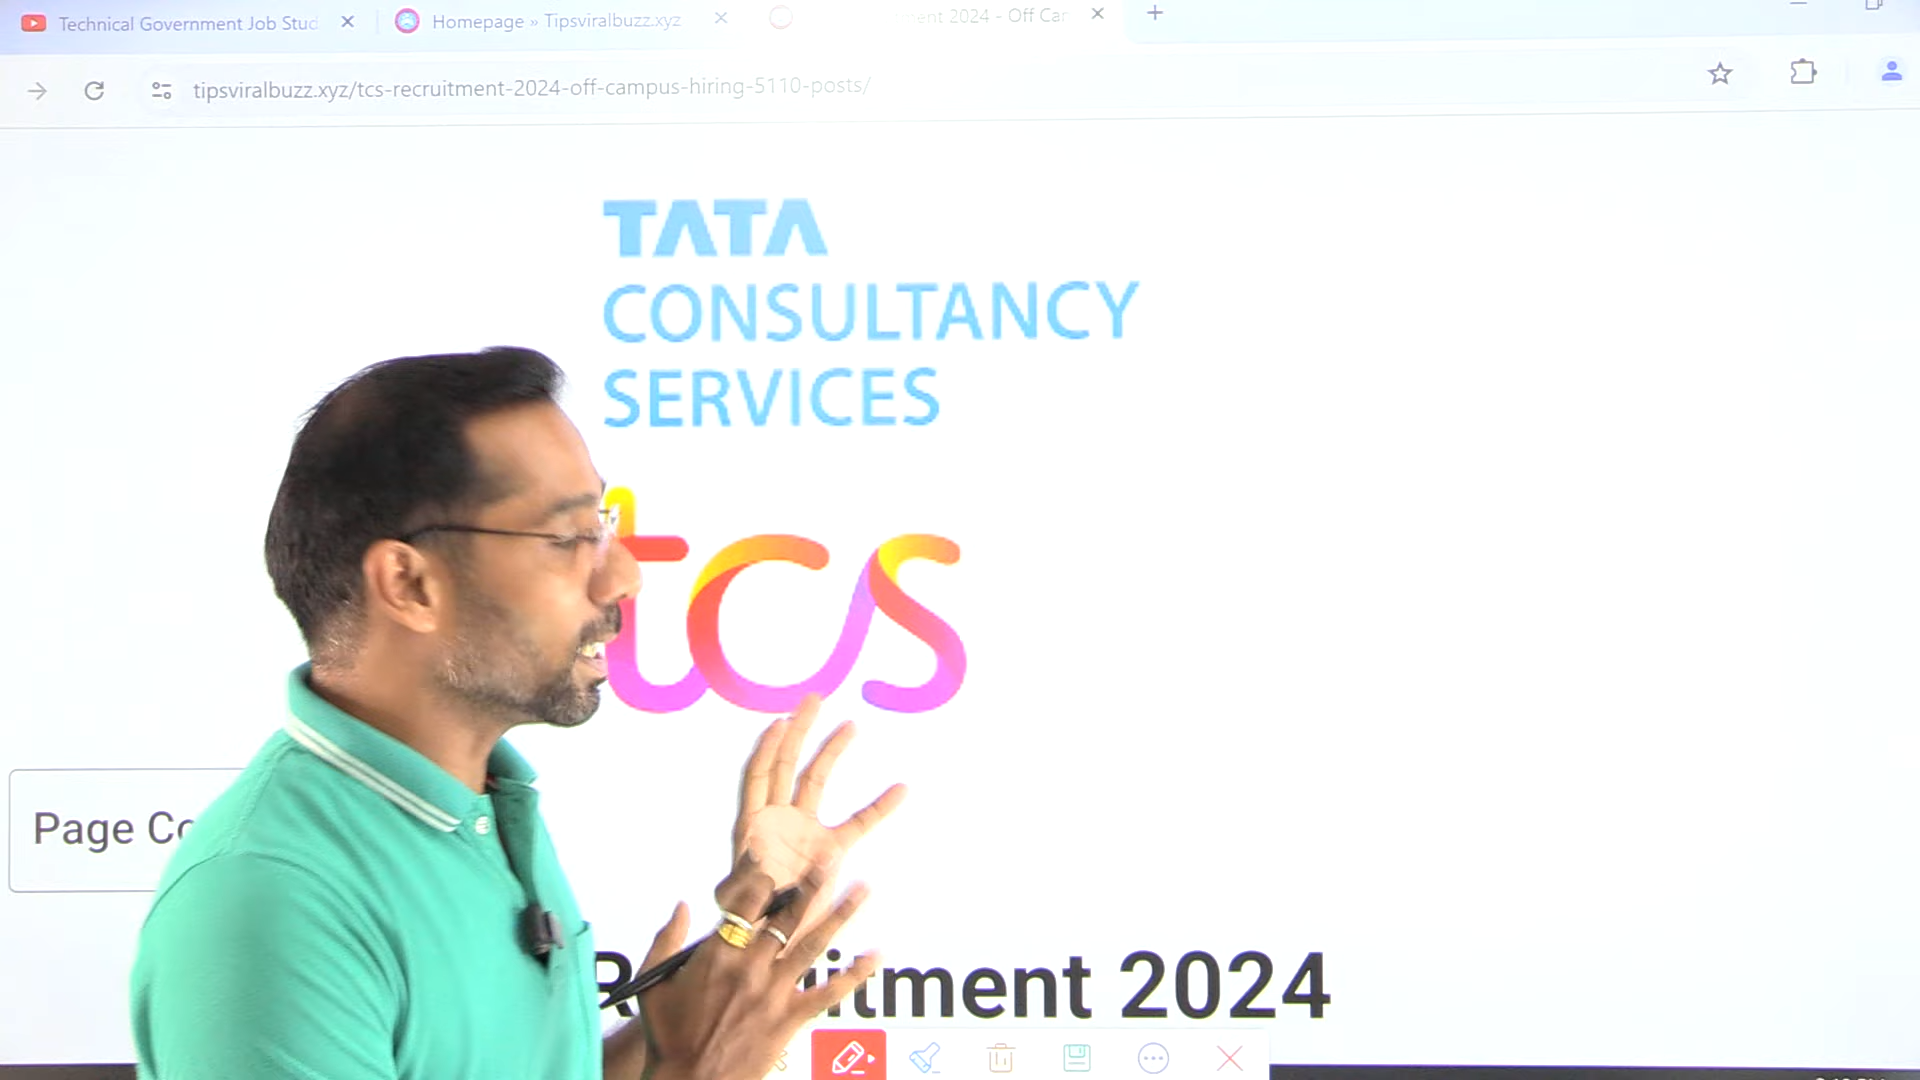 Technical Government Job Stud
Homepage » Tipsviralbuzz.xyz
ment 2024 - Off Car
tipsviralbuzz.xyz/tcs-recruitment-2024-off-campus-hiring-5110-posts/
TATA
CONSULTANCY
SERVICES
tcs
Page Co
Re itment 2024